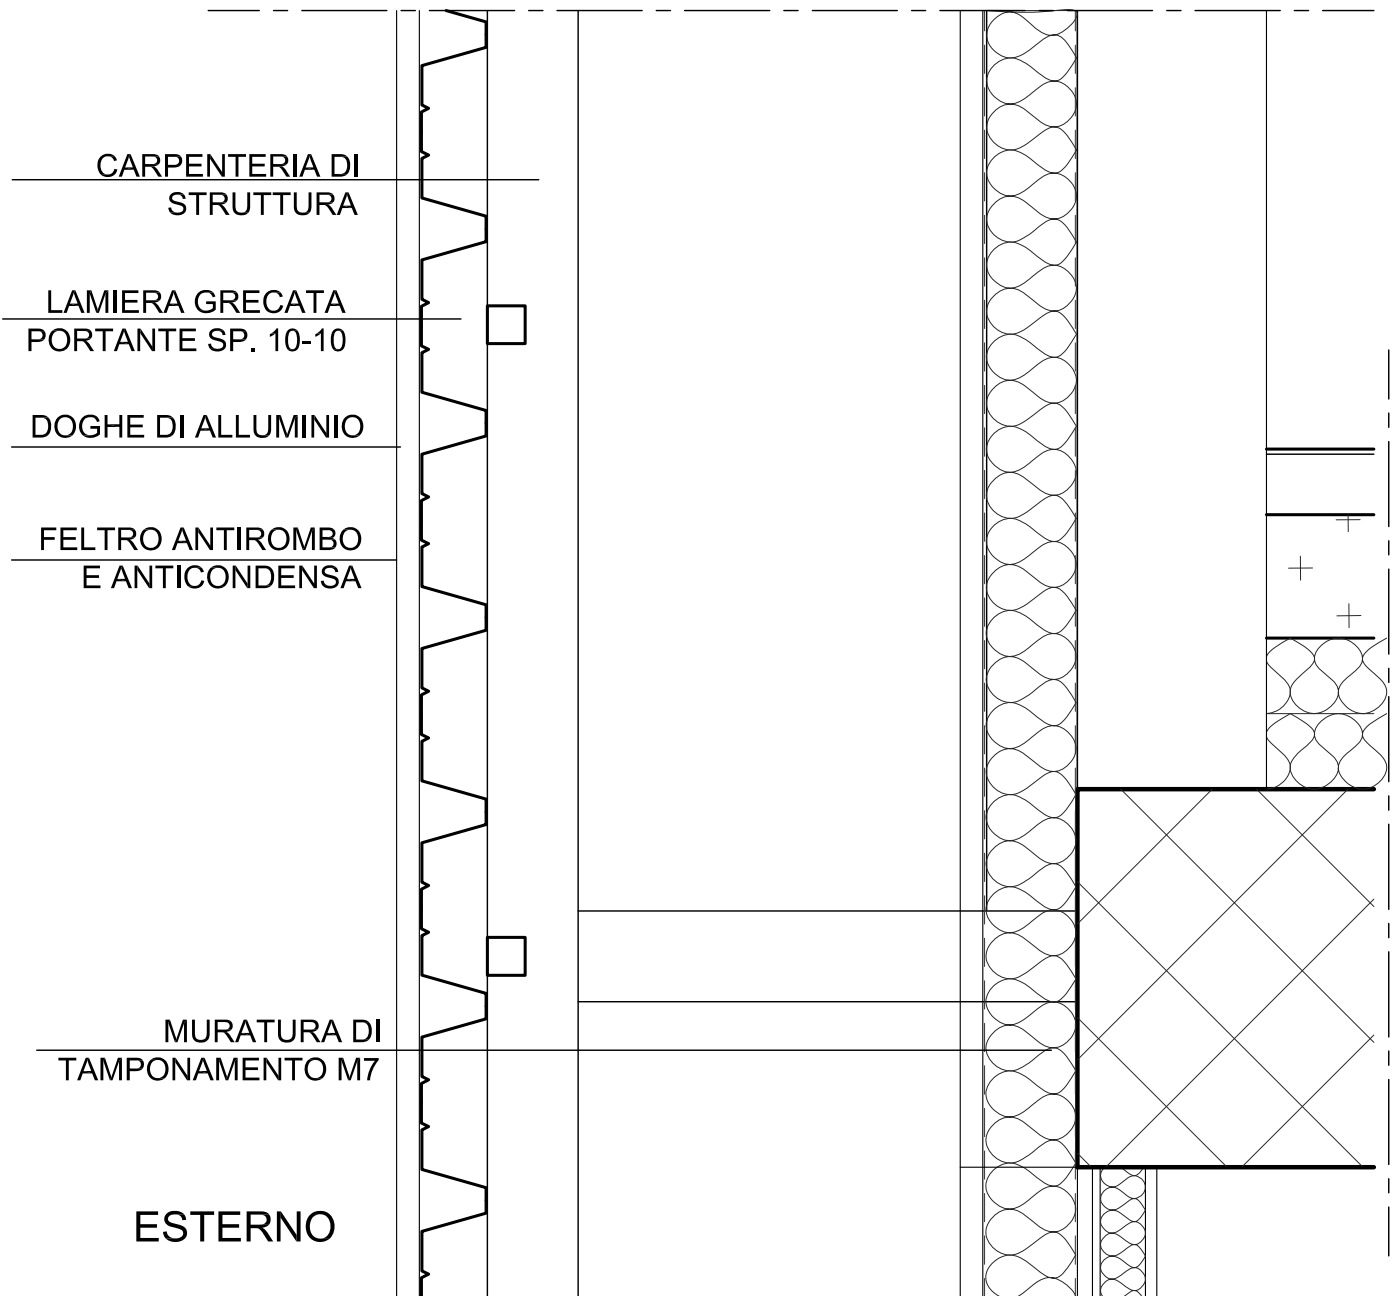 CARPENTERIA DI
STRUTTURA
LAMIERA GRECATA
PORTANTE SP. 10-10
DOGHE DI ALLUMINIO
FELTRO ANTIROMBO
E ANTICONDENSA
MURATURA DI
TAMPONAMENTO M7
ESTERNO